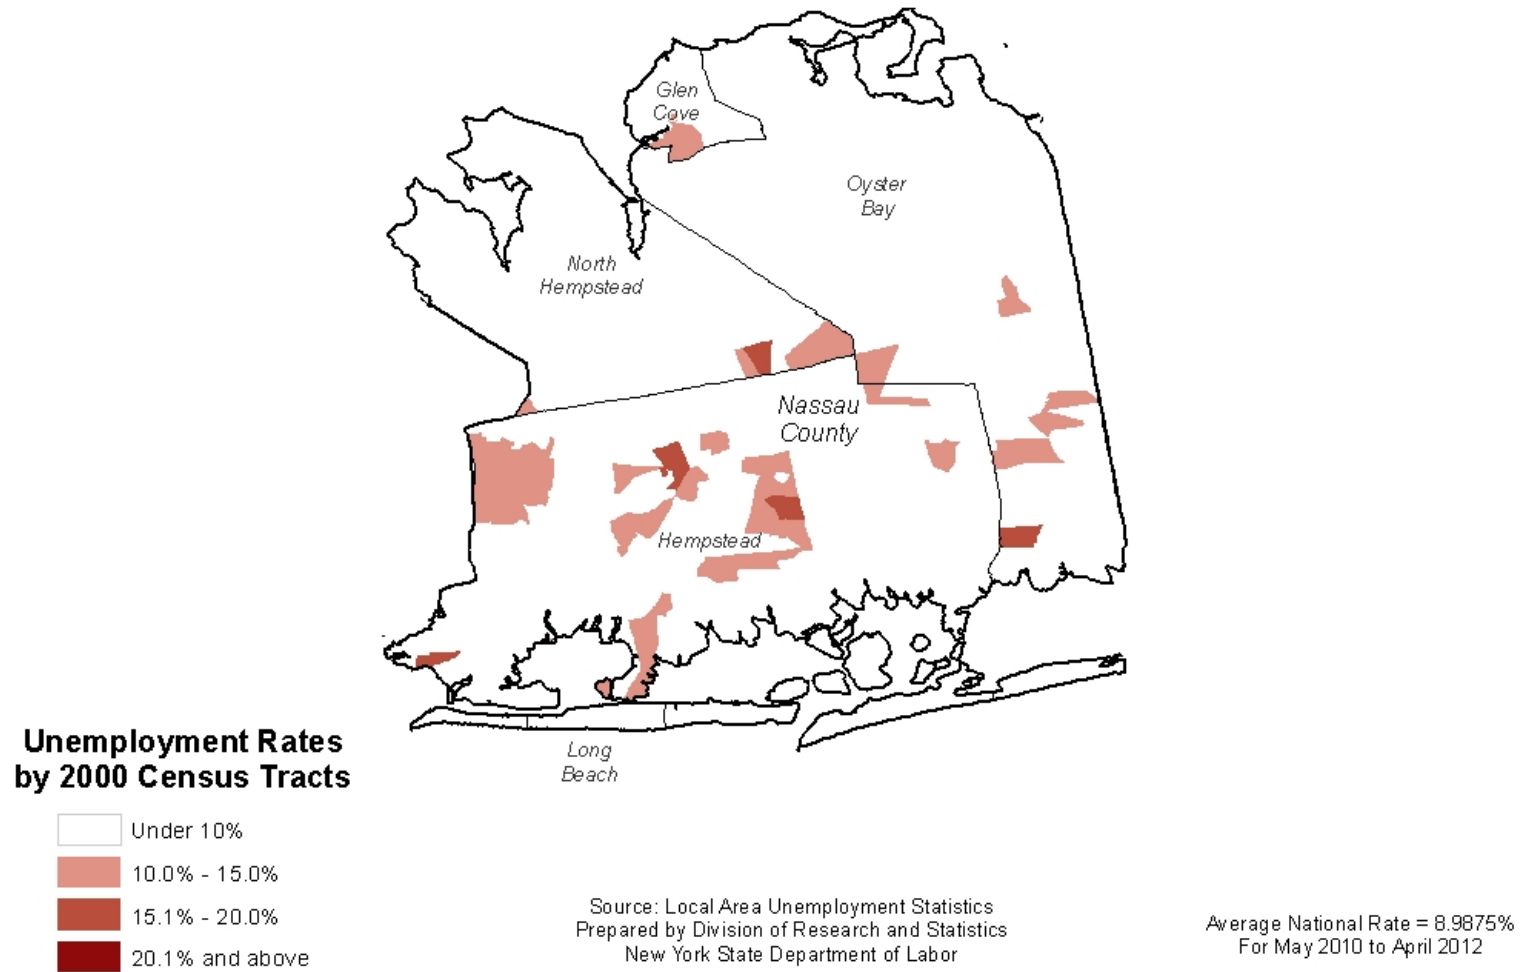 Glen
Cove
Oyster
Bay
North
Hempstead
Nassau
County
Hempstead
Long
Beach
Unemployment Rates
by 2000 Census Tracts
Under 10%
10.0% - 15.0%
15.1% - 20.0%
20.1% and above
Source: Local Area Unemployment Statistics
Prepared by Division of Research and Statistics
New York State Department of Labor
Average National Rate = 8.9875%
For May 2010 to April 2012